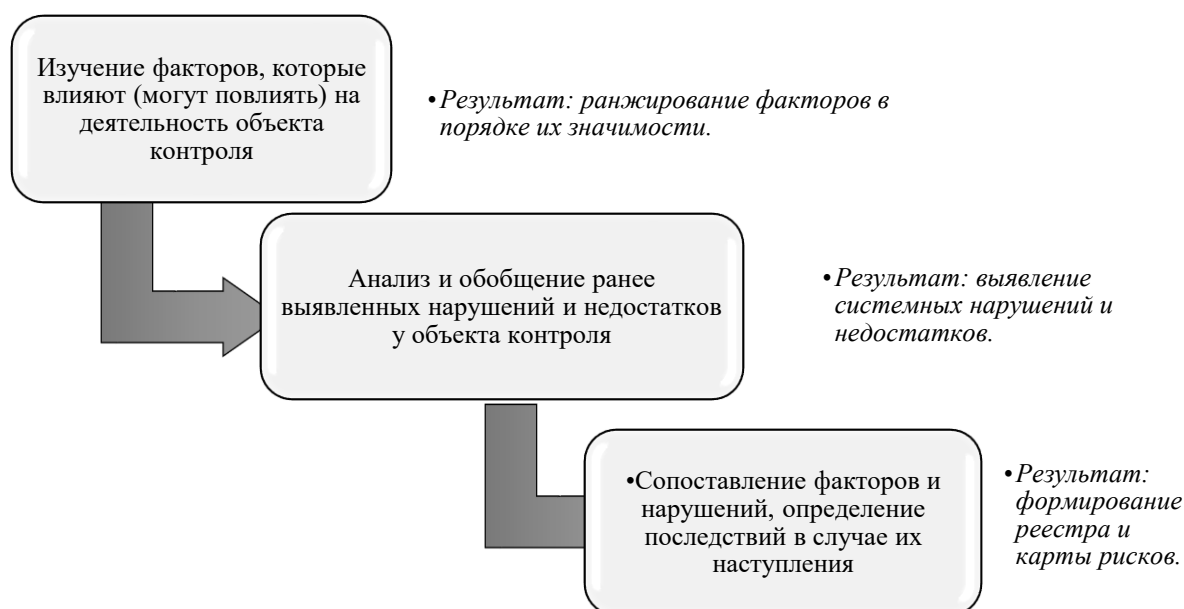 Изучение факторов, которые
влияют (могут повлиять) на
деятельность объекта
контроля
•Результат: ранжирование факторов в
порядке их значимости.
Анализ и обобщение ранее
выявленных нарушений и недостатков
у объекта контроля
•Результат: выявление
системных нарушений и
недостатков.
•Сопоставление факторов и
нарушений, определение
последствий в случае их
наступления
•Результат:
формирование
реестра и
карты рисков.